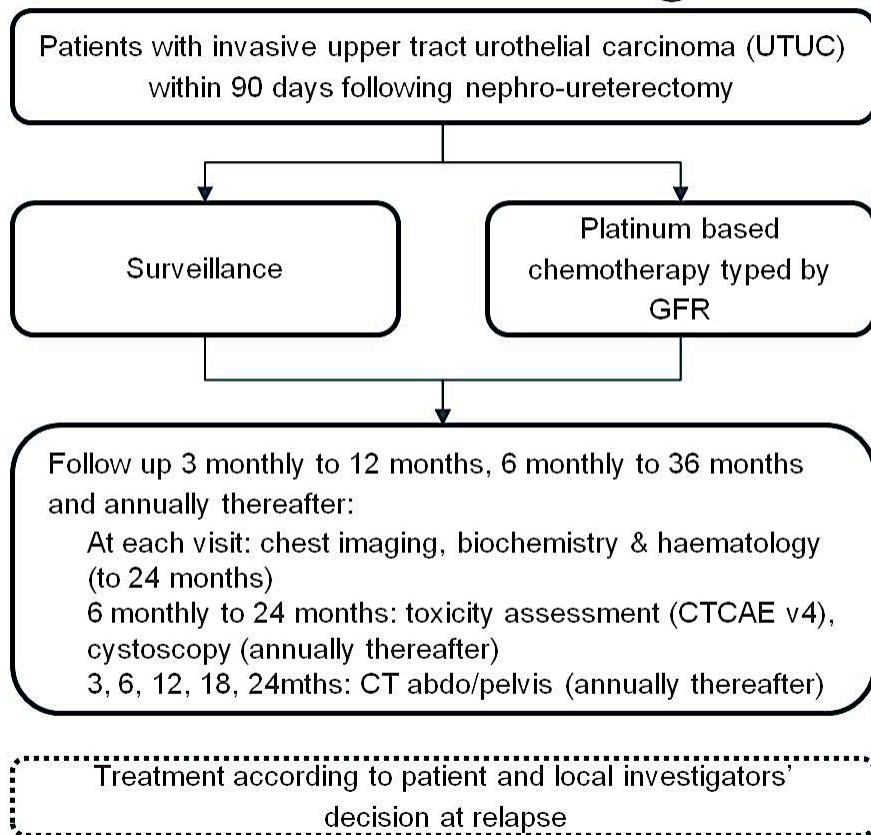 Patients with invasive upper tract urothelial carcinoma (UTUC)
within 90 days following nephro-ureterectomy
Surveillance
Platinum based
chemotherapy typed by
GFR
Follow up 3 monthly to 12 months, 6 monthly to 36 months
and annually thereafter:
At each visit: chest imaging, biochemistry & haematology
(to 24 months)
6 monthly to 24 months: toxicity assessment (CTCAE v4),
cystoscopy (annually thereafter)
3, 6, 12, 18, 24mths: CT abdo/pelvis (annually thereafter)
Treatment according to patient and local investigators'
decision at relapse